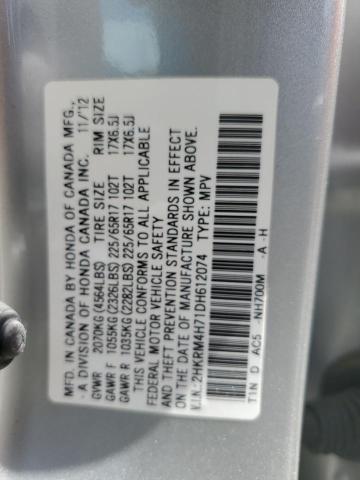 MFD. IN CANADA BY HONDA OF CANADA MFG.,
-A DIVISION OF HONDA CANADA INC. 11/12
GVWR 2070KG(4564LBS) TIRE SIZE RIM SIZE
GAWR F 1055KG(2326LBS) 225/65R17 102T 17X6.5J
GAWR R 1035KG(2282LBS) 225/65R17 102T 17X6.5J
THIS VEHICLE CONFORMS TO ALL APPLICABLE
FEDERAL MOTOR VEHICLE SAFETY
AND THEFT PREVENTION STANDARDS IN EFFECT
ON THE DATE OF MANUFACTURE SHOWN ABOVE.
V.I.N.: 2HKRM4H71DH612074 TYPE: MPV
TIN D AC5 NH700M -A -H